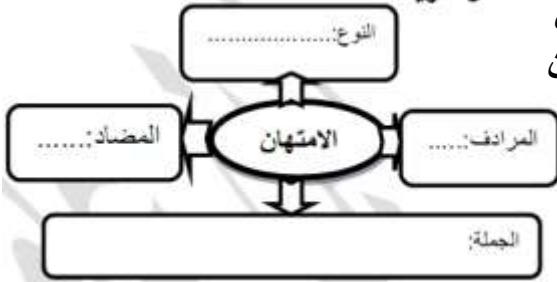 النوع:..................
المرادف:.....
الامتهان
المضاد:......
الجملة: